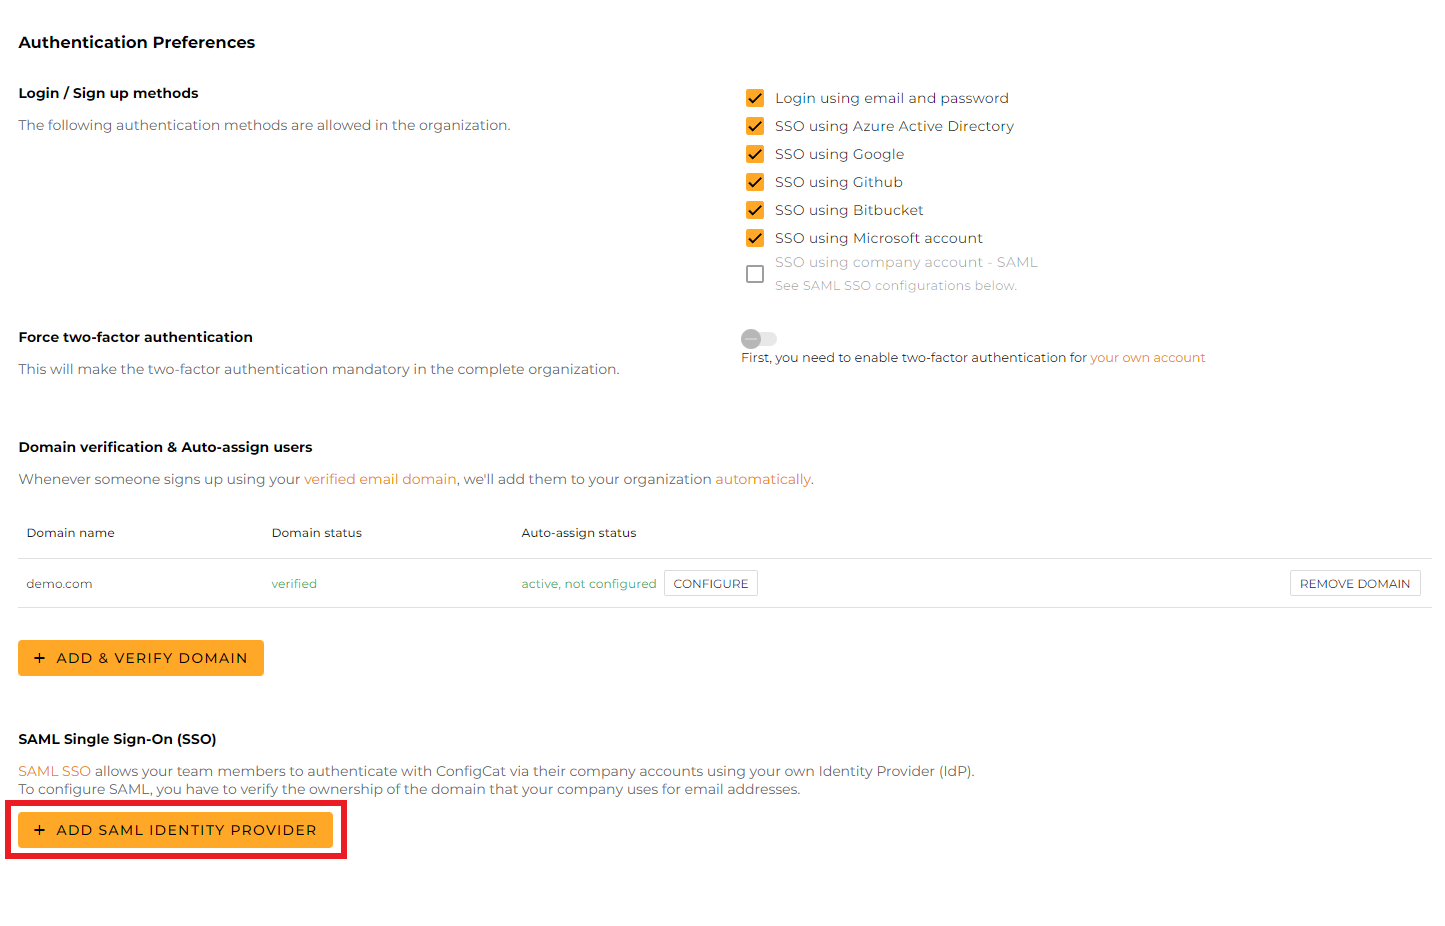 Authentication Preferences
Login / Sign up methods
The following authentication methods are allowed in the organization.
Login using email and password
SSO using Azure Active Directory
SSO using Google
SSO using Github
SSO using Bitbucket
SSO using Microsoft account
SSO using company account - SAML
See SAML SSO configurations below.
Force two-factor authentication
This will make the two-factor authentication mandatory in the complete organization.
First, you need to enable two-factor authentication for your own account
Domain verification & Auto-assign users
Whenever someone signs up using your verified email domain, we'll add them to your organization automatically.
Domain name Domain status Auto-assign status
demo.com verified active, not configured CONFIGURE REMOVE DOMAIN
+ ADD & VERIFY DOMAIN
SAML Single Sign-On (SSO)
SAML SSO allows your team members to authenticate with ConfigCat via their company accounts using your own Identity Provider (IdP).
To configure SAML, you have to verify the ownership of the domain that your company uses for email addresses.
+ ADD SAML IDENTITY PROVIDER